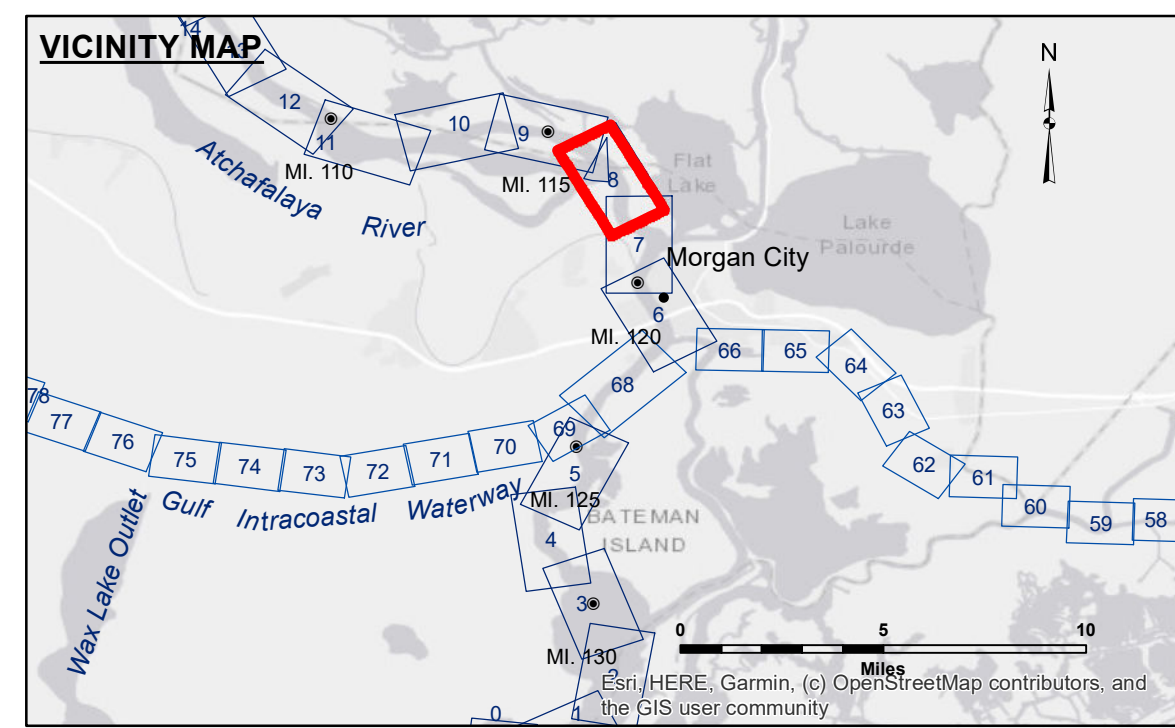 VICINITY MAP
N
14
13
12
11
10
9
8
7
6
MI. 110
MI. 115
Atchafalaya
River
Flat
Lake
Lake
Palourde
Morgan City
MI. 120
66
65
64
63
62
61
60
59
58
68
69
70
71
72
73
74
75
76
77
78
5
MI. 125
4
3
MI. 130
2
1
0
Gulf
Intracoastal
Waterway
Wax Lake Outlet
BATEMAN
ISLAND
0
5
10
Miles
Esri, HERE, Garmin, (c) OpenStreetMap contributors, and
the GIS user community